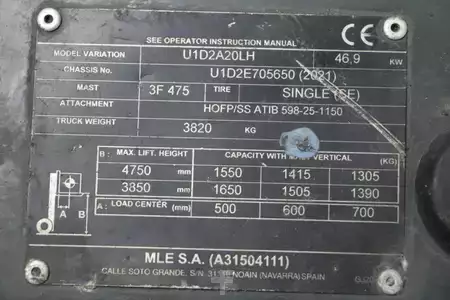 SEE OPERATOR INSTRUCTION MANUAL
MODEL VARIATION U1D2A20LH 46,9 KW
CHASSIS No. U1D2E705650 (2021)
MAST 3F 475 TIRE SINGLE (SE)
ATTACHMENT HOFP/SS ATIB 598-25-1150
TRUCK WEIGHT 3820 KG
B : MAX. LIFT. HEIGHT CAPACITY WITH VERTICAL (KG)
4750 mm 1550 1415 1305
3850 mm 1650 1505 1390
A : LOAD CENTER (mm) 500 600 700
B
A
MLE S.A. (A31504111)
CALLE SOTO GRANDE, S/N NOAIN (NAVARRA) SPAIN